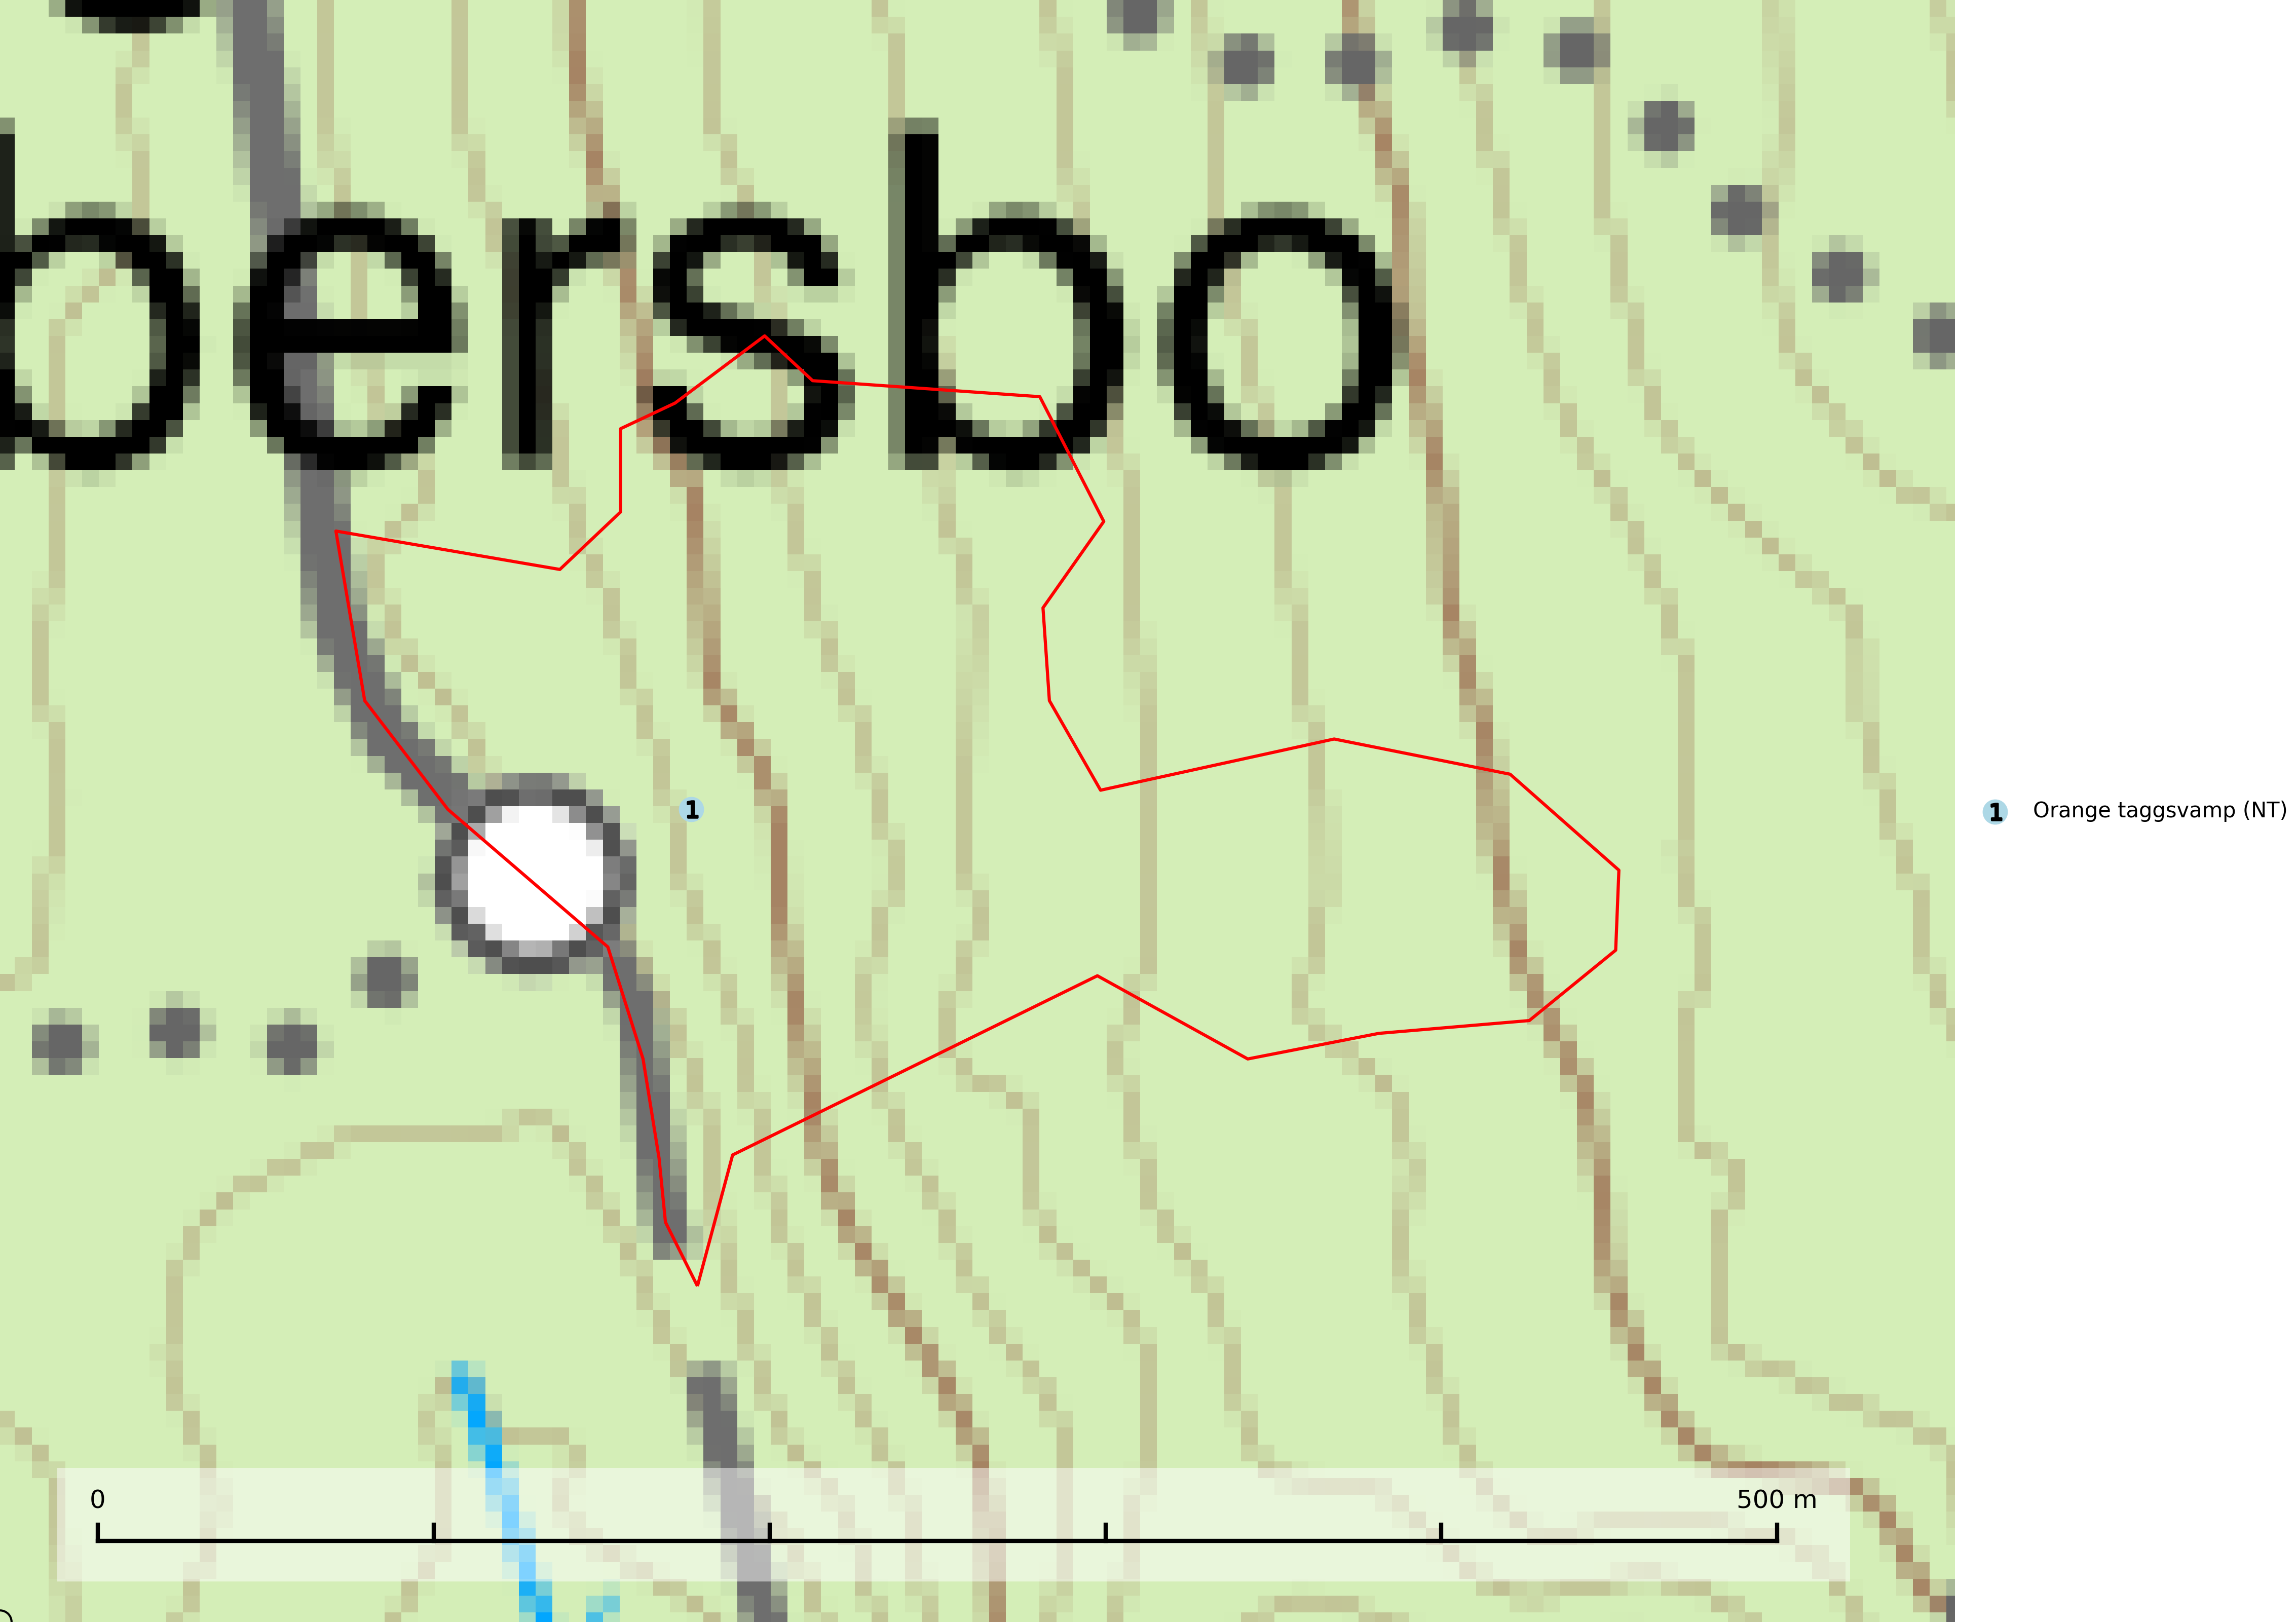 bersbo
1
1 Orange taggsvamp (NT)
0 500 m